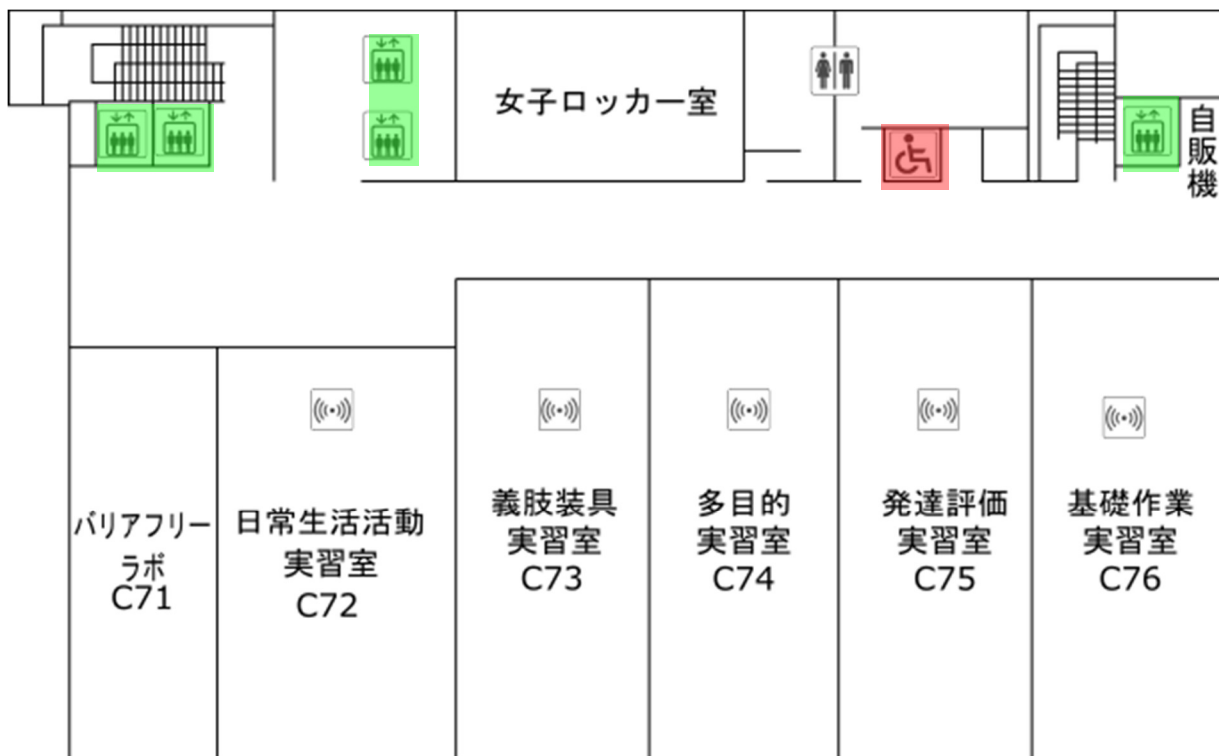 女子ロッカー室
自販機
バリアフリー
ラボ
C71
日常生活活動
実習室
C72
義肢装具
実習室
C73
多目的
実習室
C74
発達評価
実習室
C75
基礎作業
実習室
C76